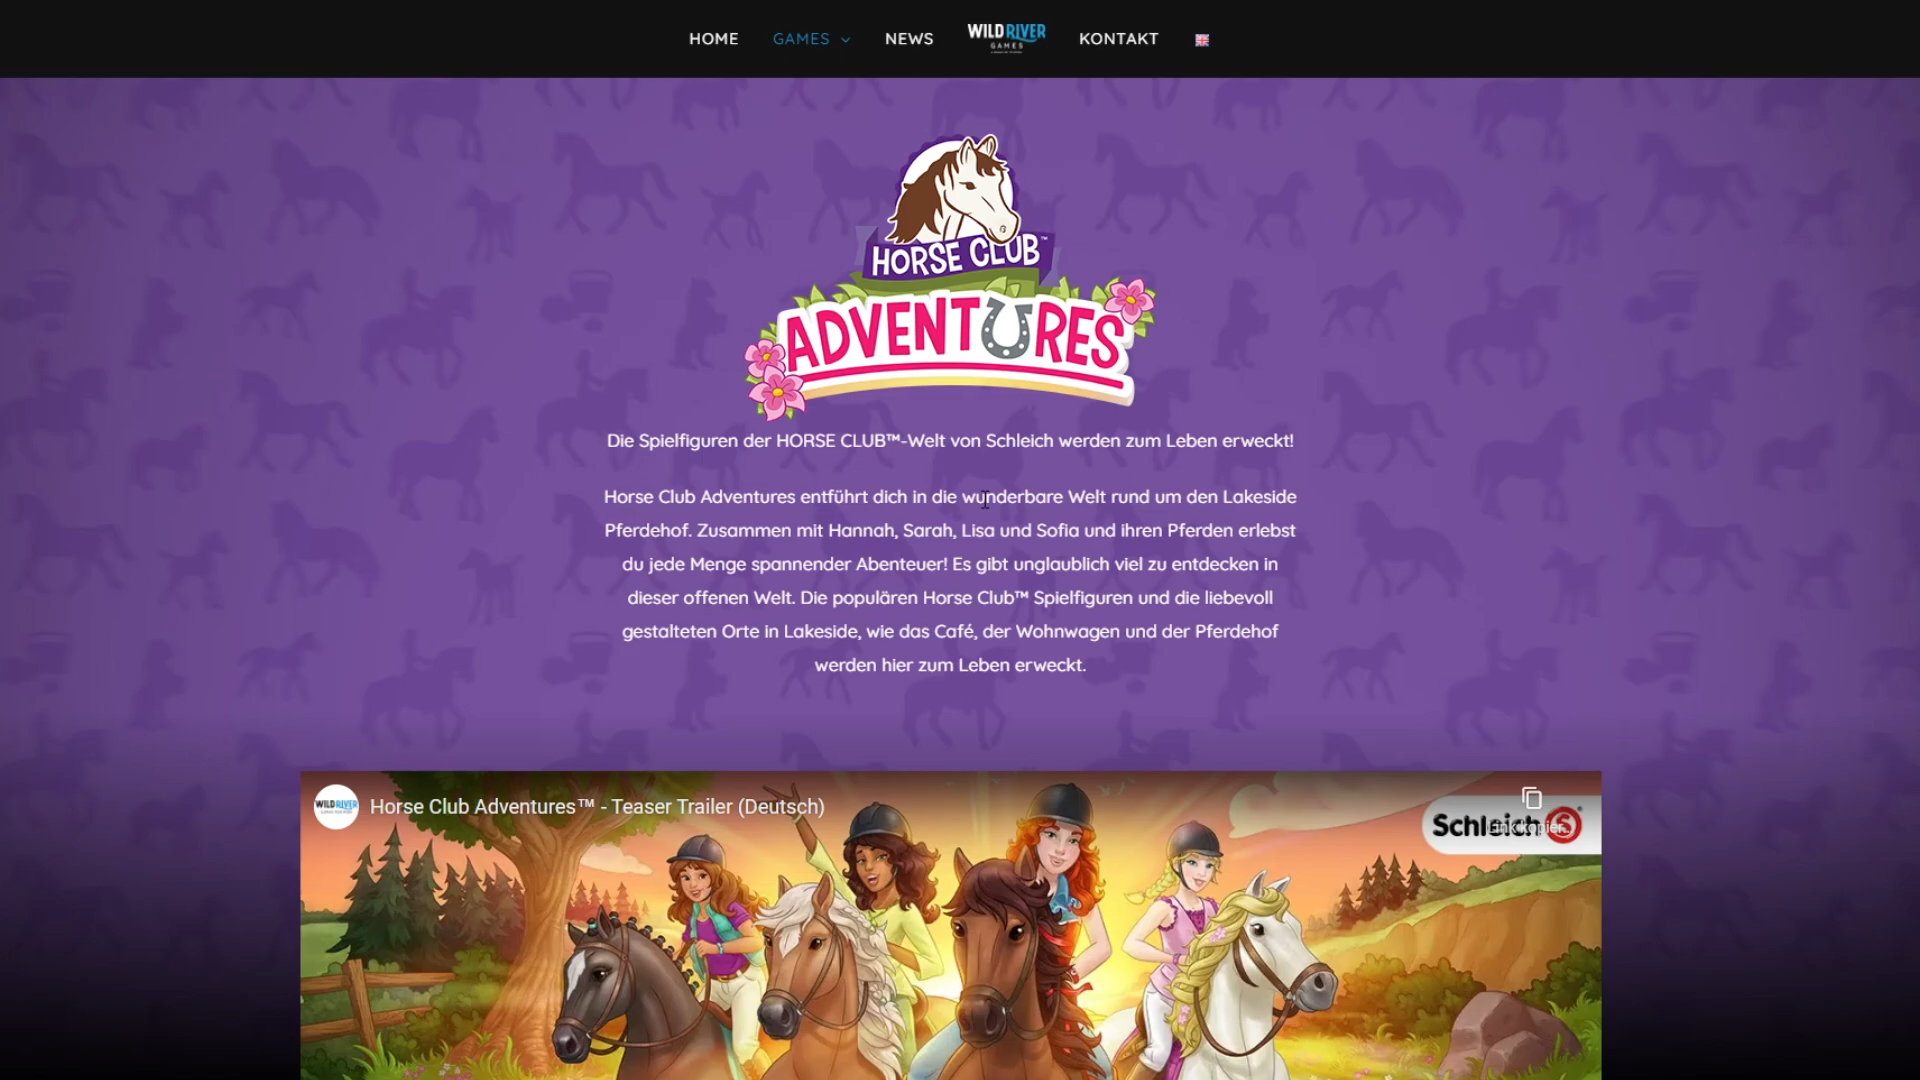 HOME GAMES NEWS WILD RIVER GAMES KONTAKT
HORSE CLUB™
ADVENTURES
Die Spielfiguren der HORSE CLUB™-Welt von Schleich werden zum Leben erweckt!
Horse Club Adventures entführt dich in die wunderbare Welt rund um den Lakeside
Pferdehof. Zusammen mit Hannah, Sarah, Lisa und Sofia und ihren Pferden erlebst
du jede Menge spannender Abenteuer! Es gibt unglaublich viel zu entdecken in
dieser offenen Welt. Die populären Horse Club™ Spielfiguren und die liebevoll
gestalteten Orte in Lakeside, wie das Café, der Wohnwagen und der Pferdehof
werden hier zum Leben erweckt.
WILD RIVER
Horse Club Adventures™ - Teaser Trailer (Deutsch)
Schleich S®
Link kopier...